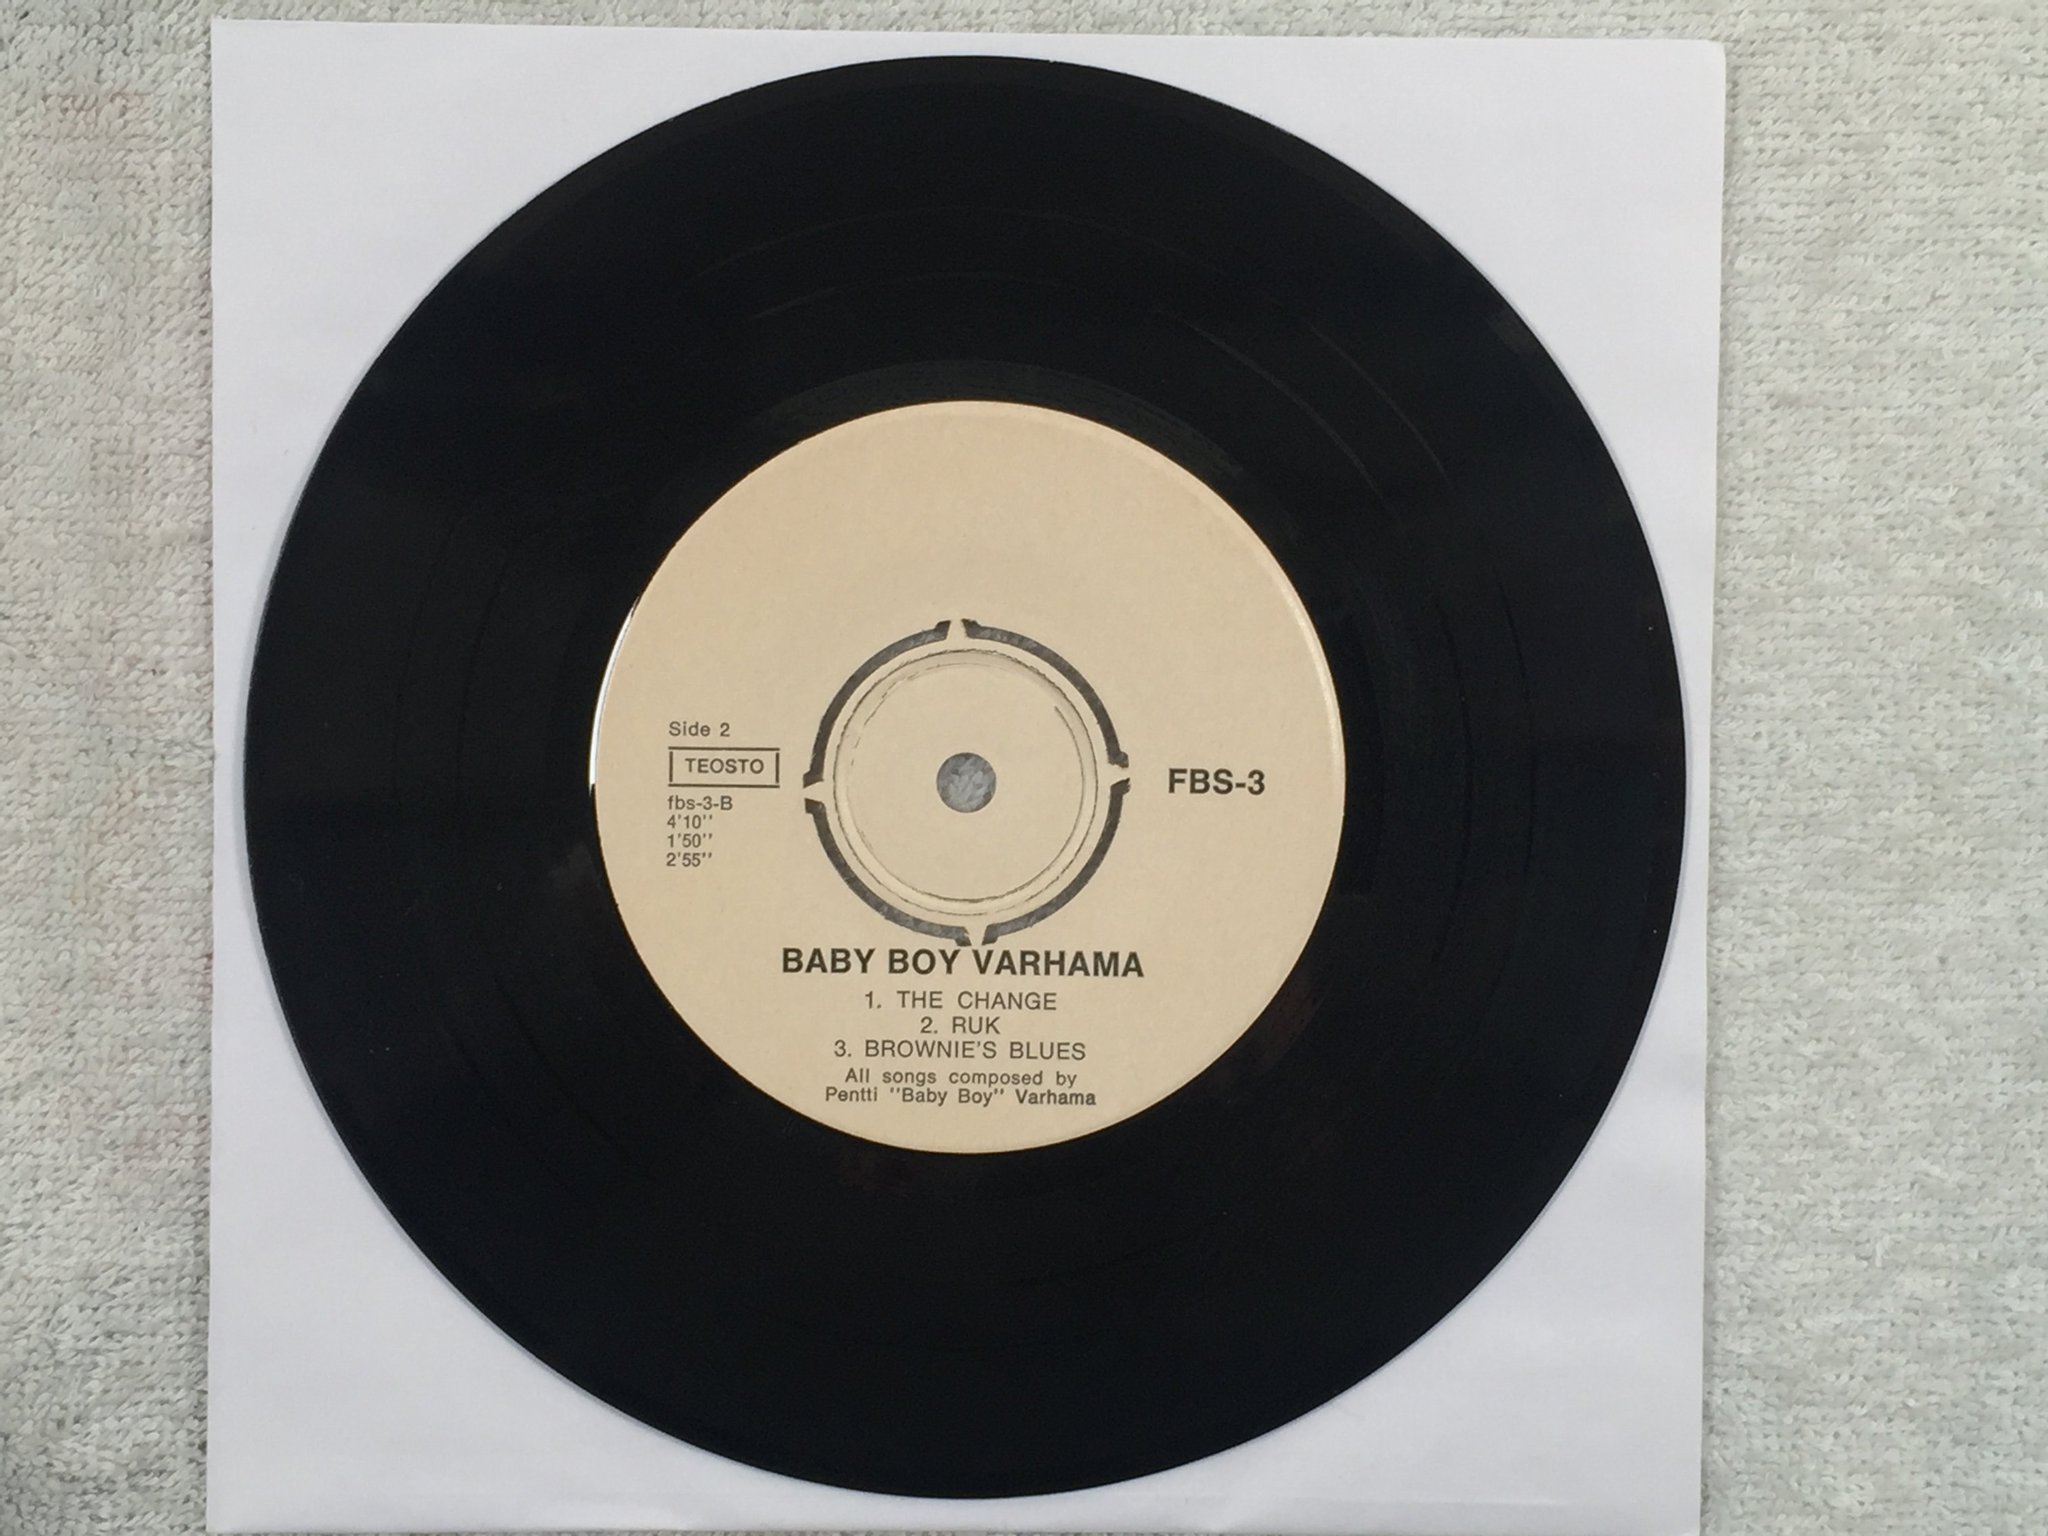 Side 2
TEOSTO
fbs-3-B
4'10''
1'50''
2'55''
FBS-3
BABY BOY VARHAMA
1. THE CHANGE
2. RUK
3. BROWNIE'S BLUES
All songs composed by
Pentti "Baby Boy" Varhama